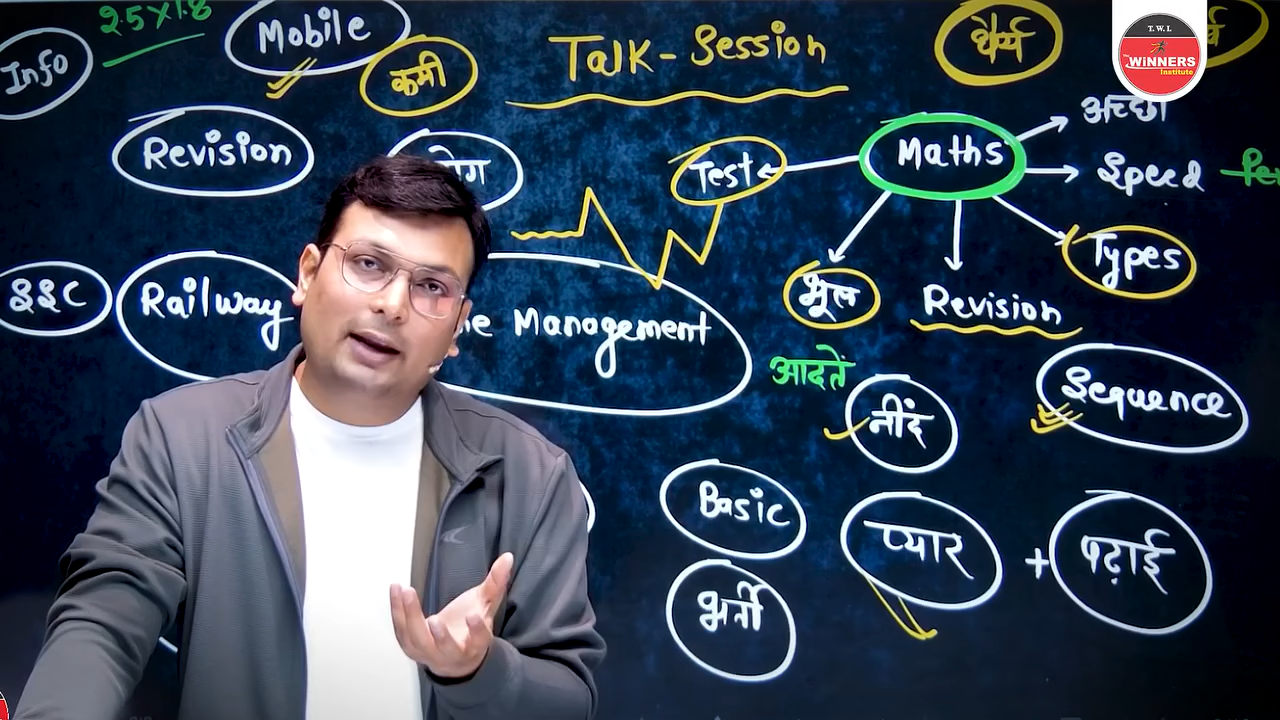 2.5×1.8
Mobile
Info
कमी
Talk-Session
धैर्य
T.W.I.
The WINNERS
Institute
अच्छा
Revision
Test
Maths
Speed
SSC
Railway
Management
भूल
Revision
Types
आदतें
नींद
Sequence
Basic
प्यार + पढ़ाई
भर्ती